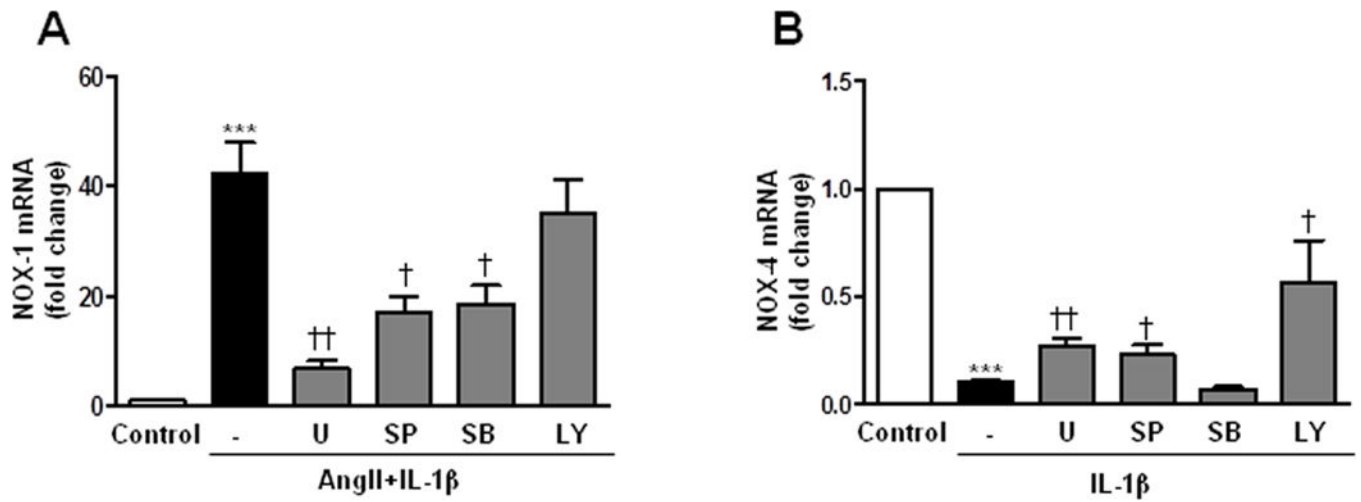 A
NOX-1 mRNA
(fold change)
60
40
20
0
***
††
†
†
Control - U SP SB LY
AngII+IL-1β
B
NOX-4 mRNA
(fold change)
1.5
1.0
0.5
0.0
***
††
†
†
Control - U SP SB LY
IL-1β